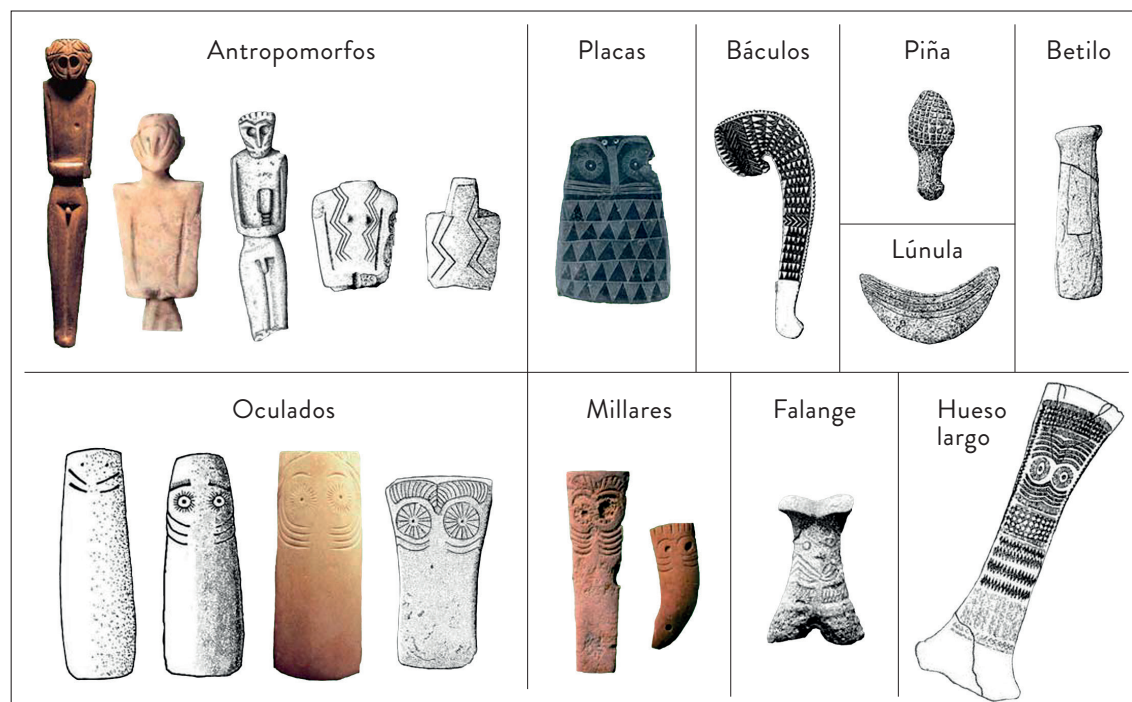 Antropomorfos
Placas
Báculos
Piña
Betilo
Lúnula
Oculados
Millares
Falange
Hueso
largo